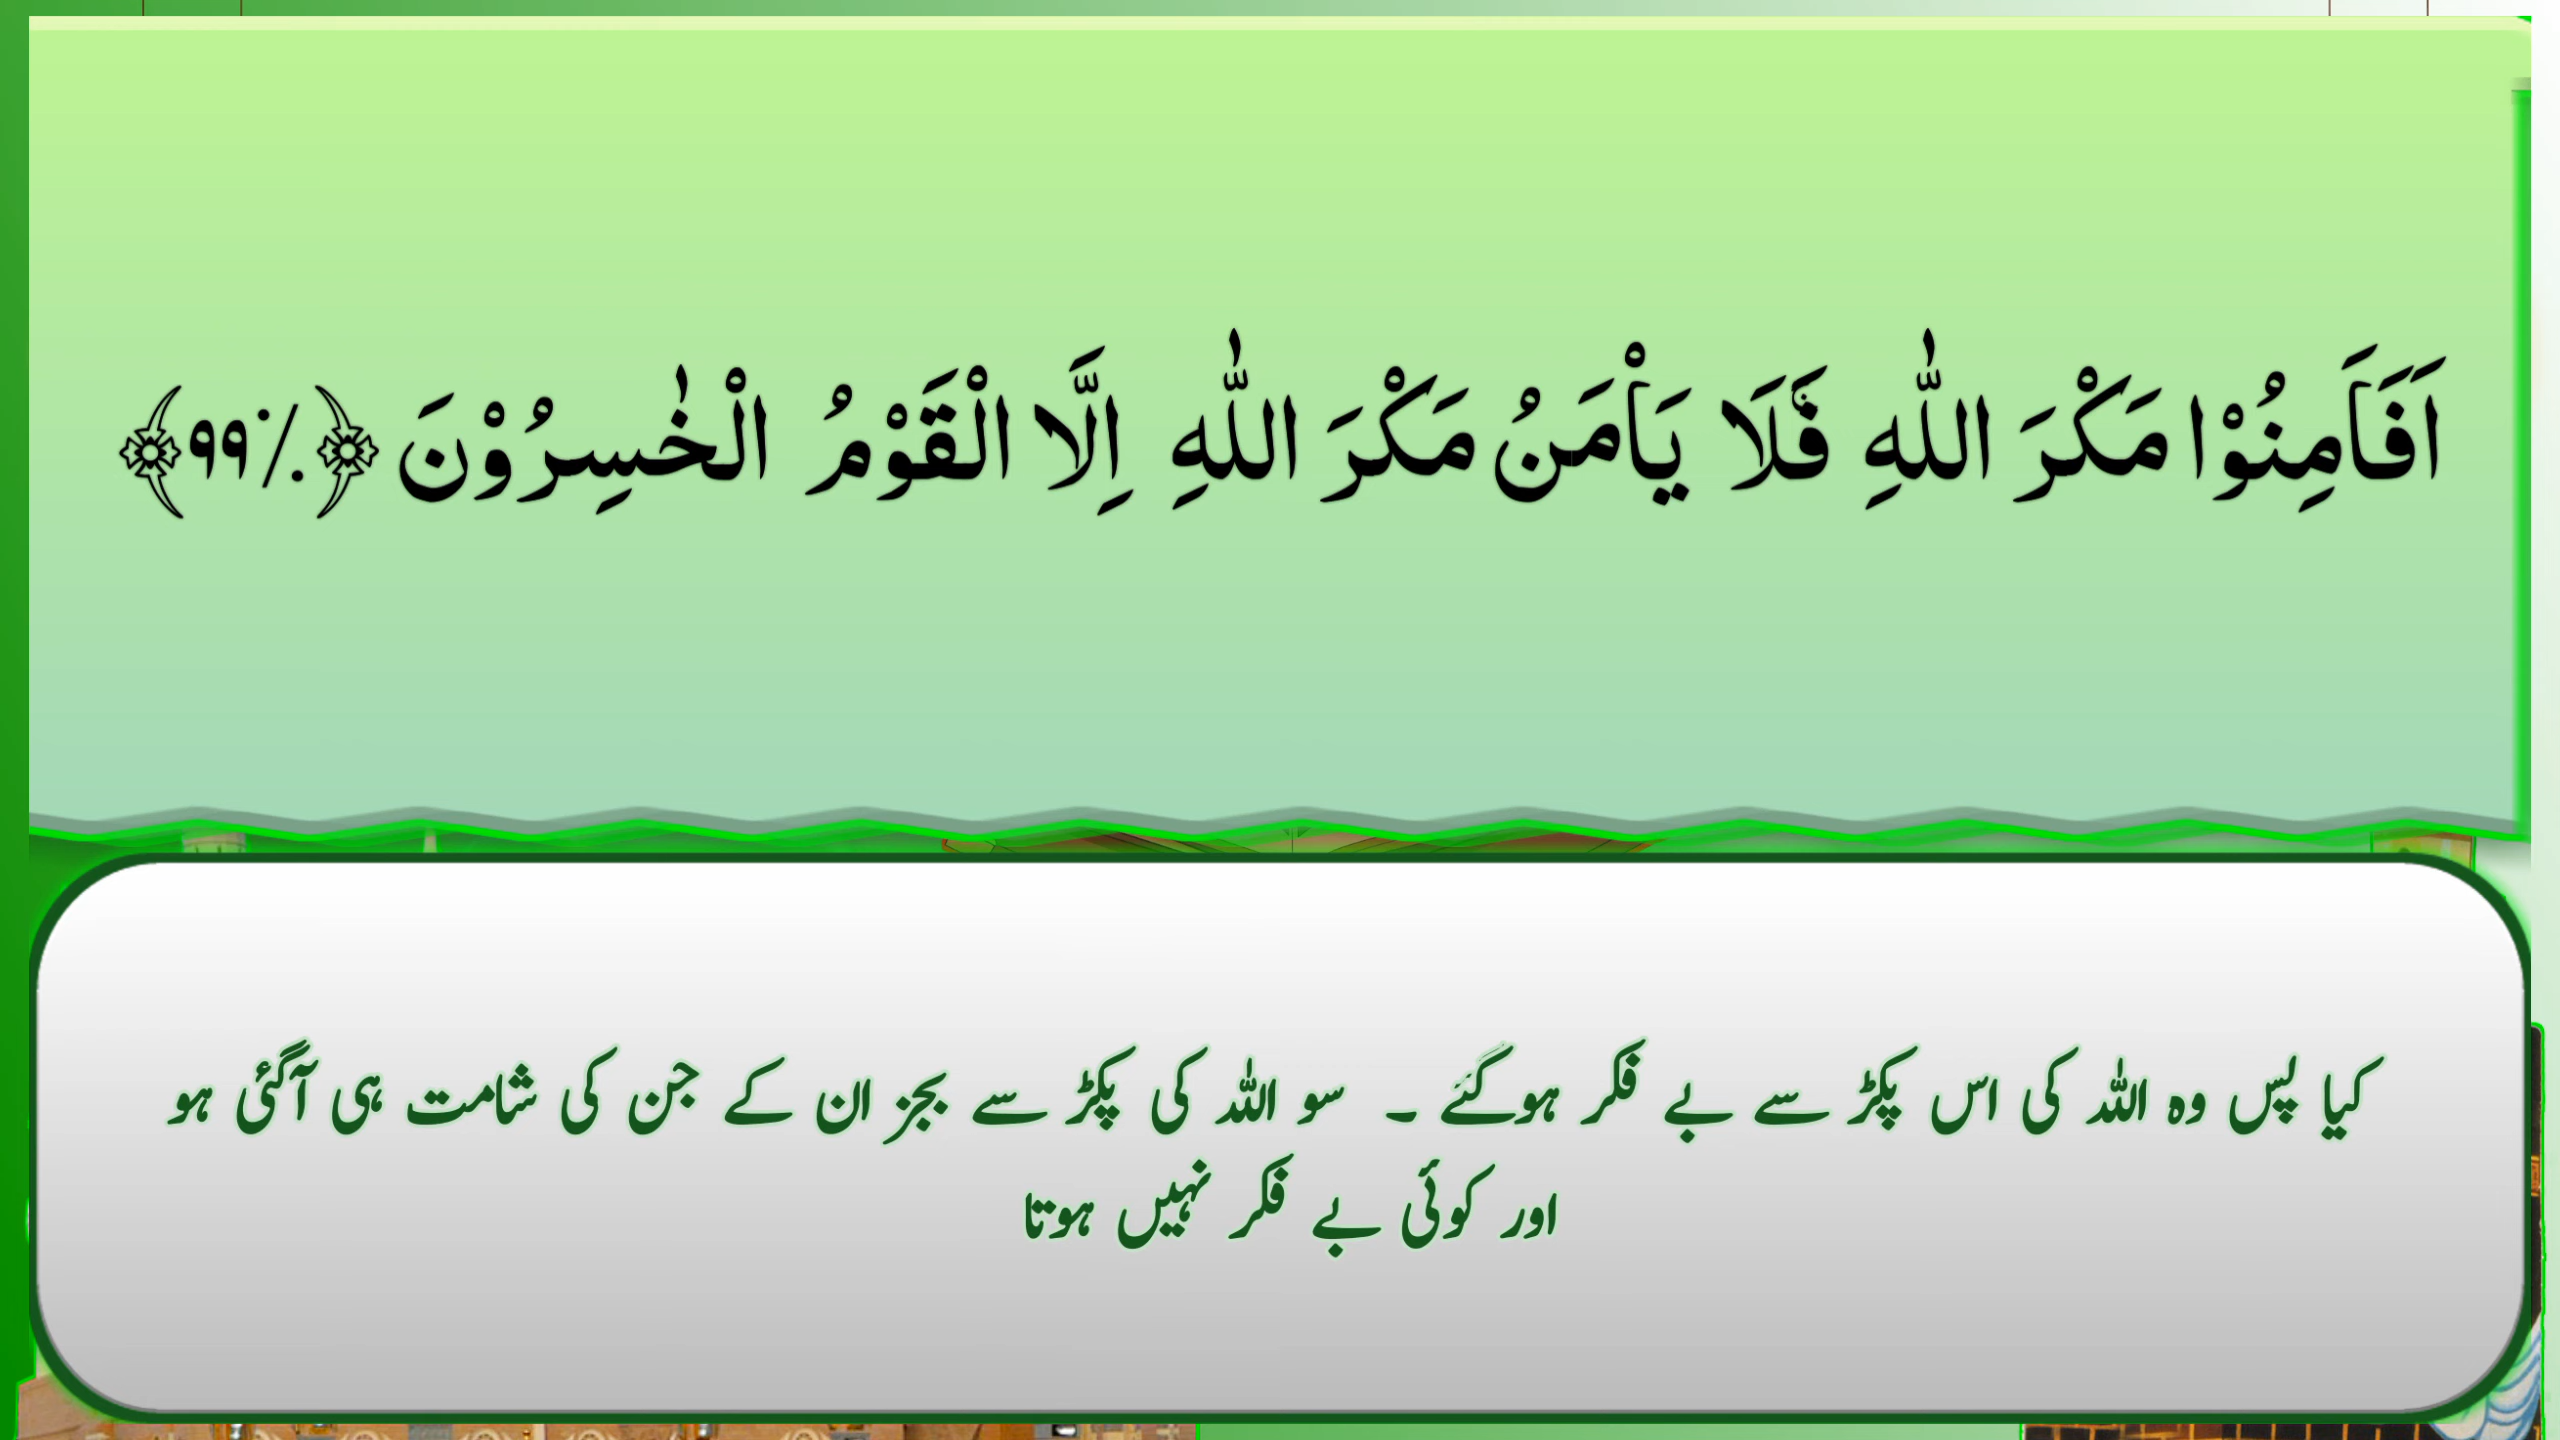 اَفَاَمِنُوْا مَكْرَ اللّٰهِ فَلَا يَاْمَنُ مَكْرَ اللّٰهِ اِلَّا الْقَوْمُ الْخٰسِرُوْنَ ﴿٪۹۹﴾
کیا پس وہ اللہ کی اس پکڑ سے بے فکر ہوگئے ۔ سو اللہ کی پکڑ سے بجز ان کے جن کی شامت ہی آگئی ہو
اور کوئی بے فکر نہیں ہوتا